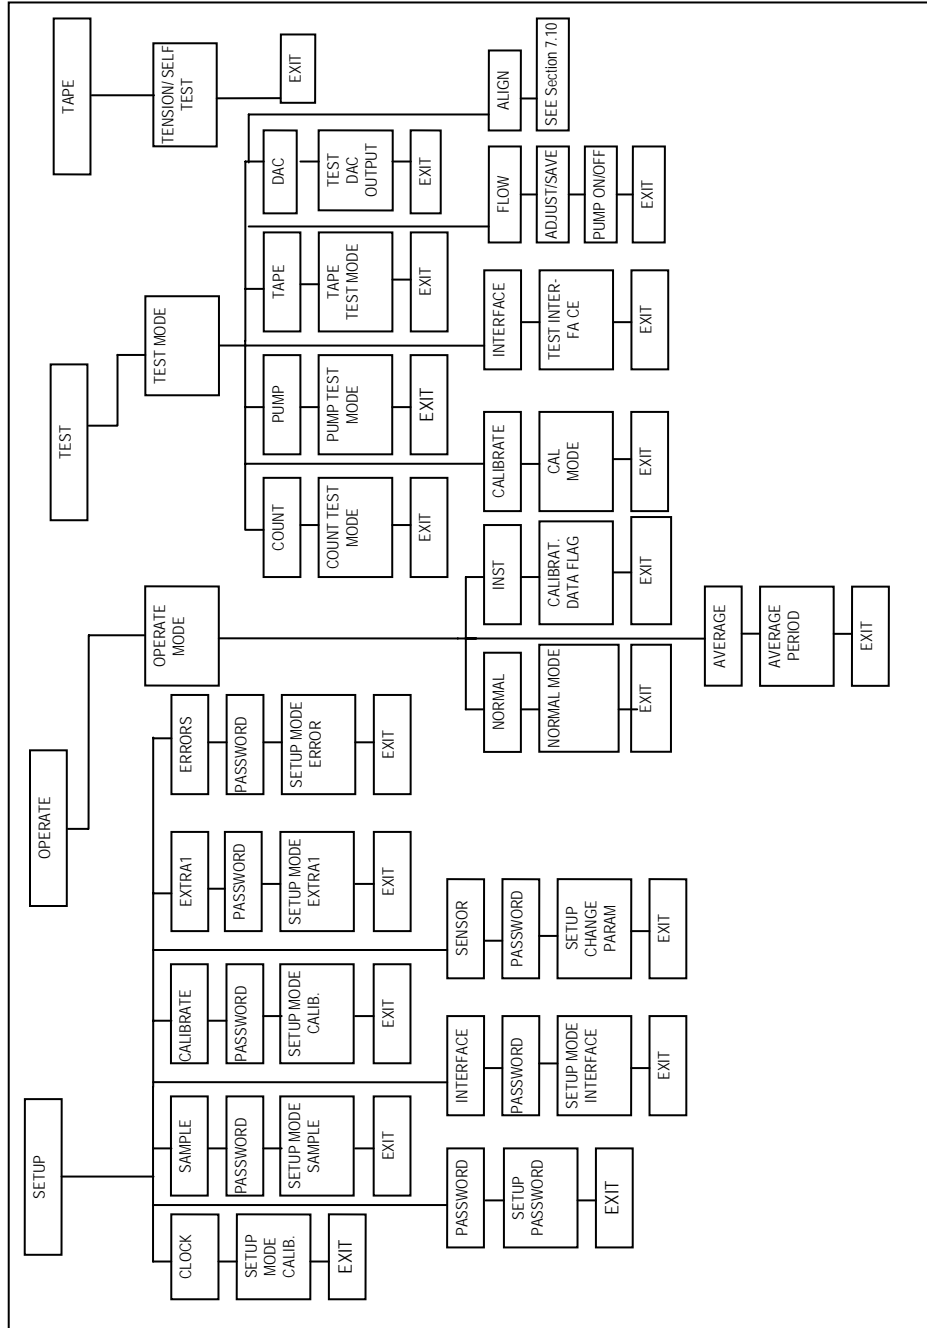 SETUP
CLOCK
SETUP
MODE
CALIB.
EXIT
SAMPLE
PASSWORD
SETUP MODE
SAMPLE
EXIT
CALIBRATE
PASSWORD
SETUP MODE
CALIB.
EXIT
EXTRA1
PASSWORD
SETUP MODE
EXTRA1
EXIT
ERRORS
PASSWORD
SETUP MODE
ERROR
EXIT
PASSWORD
SETUP
PASSWORD
EXIT
INTERFACE
PASSWORD
SETUP MODE
INTERFACE
EXIT
SENSOR
PASSWORD
SETUP
CHANGE
PARAM
EXIT
OPERATE
OPERATE
MODE
NORMAL
NORMAL MODE
EXIT
INST
CALIBRAT.
DATA FLAG
EXIT
AVERAGE
AVERAGE
PERIOD
EXIT
TEST
TEST MODE
COUNT
COUNT TEST
MODE
EXIT
PUMP
PUMP TEST
MODE
EXIT
TAPE
TAPE
TEST MODE
EXIT
DAC
TEST
DAC
OUTPUT
EXIT
CALIBRATE
CAL
MODE
EXIT
INTERFACE
TEST INTER-
FA CE
EXIT
FLOW
ADJUST/SAVE
PUMP ON/OFF
EXIT
ALIGN
SEE Section 7.10
TAPE
TENSION/ SELF
TEST
EXIT